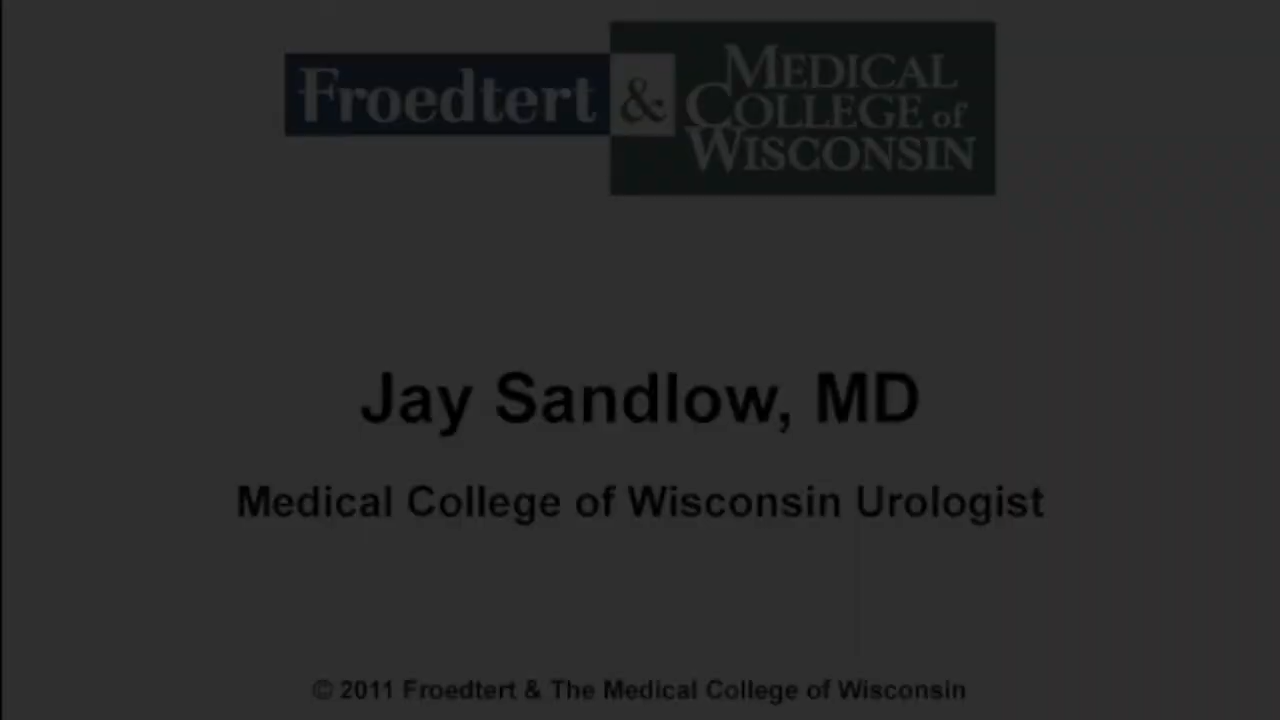 Froedtert & MEDICAL COLLEGE of WISCONSIN
Jay Sandlow, MD
Medical College of Wisconsin Urologist
© 2011 Froedtert & The Medical College of Wisconsin